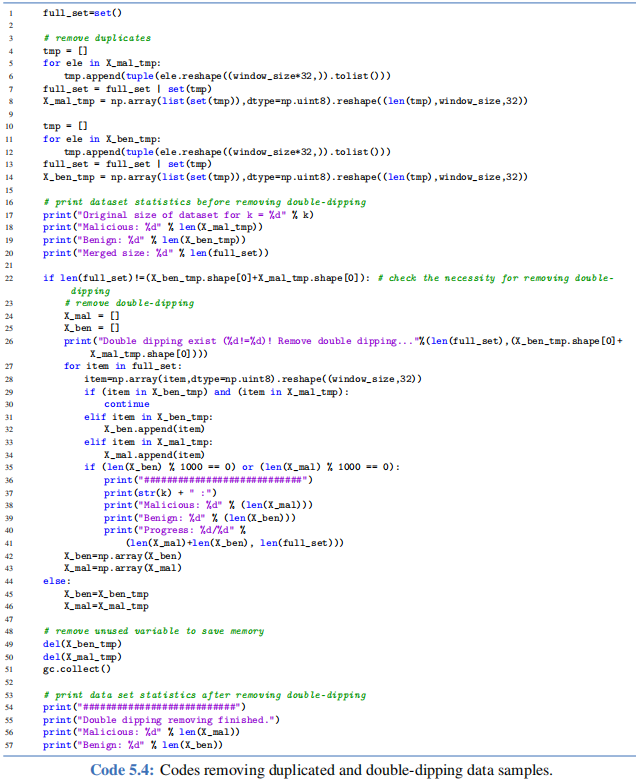 1 full_set=set()
2
3 # remove duplicates
4 tmp = []
5 for ele in X_mal_tmp:
6     tmp.append(tuple(ele.reshape((window_size*32,)).tolist()))
7 full_set = full_set | set(tmp)
8 X_mal_tmp = np.array(list(set(tmp)),dtype=np.uint8).reshape((len(tmp),window_size,32))
9
10 tmp = []
11 for ele in X_ben_tmp:
12     tmp.append(tuple(ele.reshape((window_size*32,)).tolist()))
13 full_set = full_set | set(tmp)
14 X_ben_tmp = np.array(list(set(tmp)),dtype=np.uint8).reshape((len(tmp),window_size,32))
15
16 # print dataset statistics before removing double-dipping
17 print("Original size of dataset for k = %d" % k)
18 print("Malicious: %d" % len(X_mal_tmp))
19 print("Benign: %d" % len(X_ben_tmp))
20 print("Merged size: %d" % len(full_set))
21
22 if len(full_set)!=(X_ben_tmp.shape[0]+X_mal_tmp.shape[0]): # check the necessity for removing double-
dipping
23     # remove double-dipping
24     X_mal = []
25     X_ben = []
26     print("Double dipping exist (%d!=%d)! Remove double dipping..."%(len(full_set),(X_ben_tmp.shape[0]+
X_mal_tmp.shape[0])))
27     for item in full_set:
28         item=np.array(item,dtype=np.uint8).reshape((window_size,32))
29         if (item in X_ben_tmp) and (item in X_mal_tmp):
30             continue
31         elif item in X_ben_tmp:
32             X_ben.append(item)
33         elif item in X_mal_tmp:
34             X_mal.append(item)
35         if (len(X_ben) % 1000 == 0) or (len(X_mal) % 1000 == 0):
36             print("############################")
37             print(str(k) + " :")
38             print("Malicious: %d" % (len(X_mal)))
39             print("Benign: %d" % (len(X_ben)))
40             print("Progress: %d/%d" %
41                 (len(X_mal)+len(X_ben), len(full_set)))
42     X_ben=np.array(X_ben)
43     X_mal=np.array(X_mal)
44 else:
45     X_ben=X_ben_tmp
46     X_mal=X_mal_tmp
47
48 # remove unused variable to save memory
49 del(X_ben_tmp)
50 del(X_mal_tmp)
51 gc.collect()
52
53 # print data set statistics after removing double-dipping
54 print("###########################")
55 print("Double dipping removing finished.")
56 print("Malicious: %d" % len(X_mal))
57 print("Benign: %d" % len(X_ben))
Code 5.4: Codes removing duplicated and double-dipping data samples.